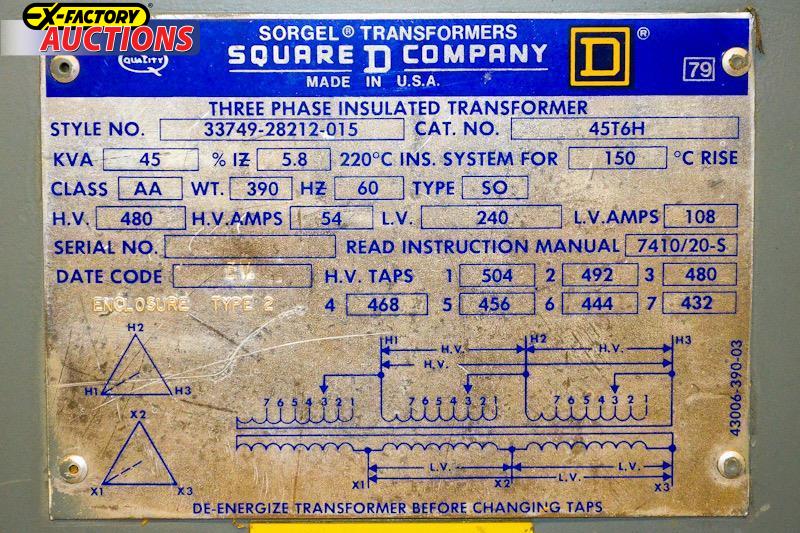 X-FACTORY
AUCTIONS
SORGEL® TRANSFORMERS
SQUARE D COMPANY
MADE IN U.S.A.
QUALITY
D ®
79
THREE PHASE INSULATED TRANSFORMER
STYLE NO. 33749-28212-015 CAT. NO. 45T6H
KVA 45 % IZ 5.8 220°C INS. SYSTEM FOR 150 °C RISE
CLASS AA WT. 390 HZ 60 TYPE SO
H.V. 480 H.V.AMPS 54 L.V. 240 L.V.AMPS 108
SERIAL NO. READ INSTRUCTION MANUAL 7410/20-S
DATE CODE H.V. TAPS 1 504 2 492 3 480
ENCLOSURE TYPE 2 4 468 5 456 6 444 7 432
H2
H1 H3
X2
X1 X3
H1 H.V. H2 H.V. H3
H.V.
7 6 5 4 3 2 1 7 6 5 4 3 2 1 7 6 5 4 3 2 1
L.V. L.V.
X1 X2 L.V. X3
43006-390-03
DE-ENERGIZE TRANSFORMER BEFORE CHANGING TAPS